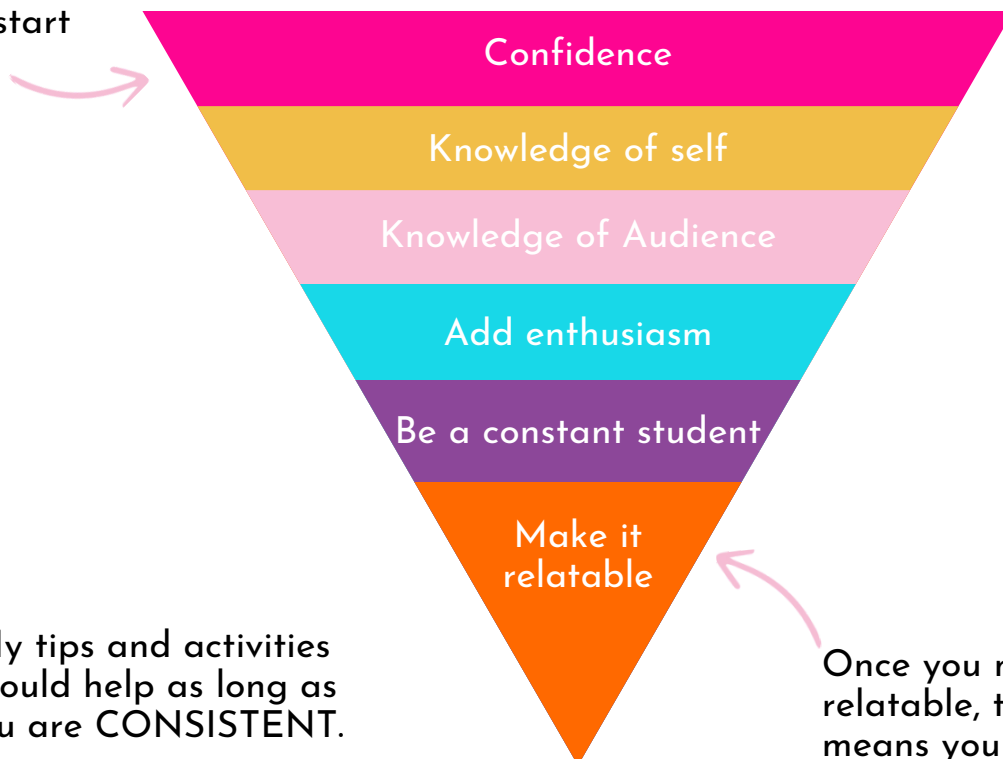 start
Confidence
Knowledge of self
Knowledge of Audience
Add enthusiasm
Be a constant student
Make it
relatable
tips and activities
help as long as
are CONSISTENT.
Once you
relatable,
means you